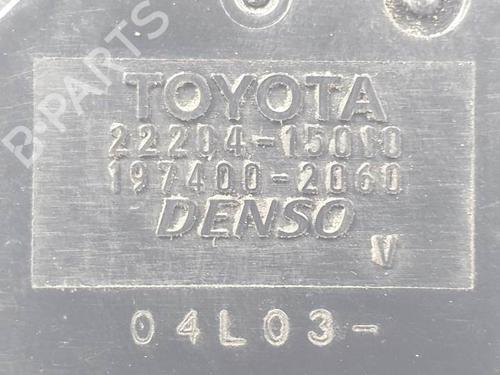 B-PARTS
TOYOTA
22204-15010
197400-2060
DENSO
V
04L03-